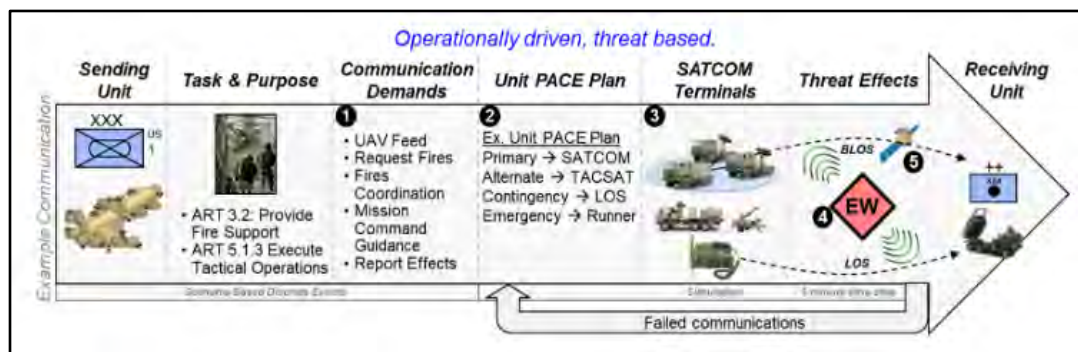 Operationally driven, threat based.
Sending Unit
Task & Purpose
Communication Demands
Unit PACE Plan
SATCOM Terminals
Threat Effects
Receiving Unit
Example Communication
XXX
US
1
• ART 3.2: Provide
Fire Support
• ART 5.1.3 Execute
Tactical Operations
1
• UAV Feed
• Request Fires
• Fires
Coordination
• Mission
Command
Guidance
• Report Effects
2
Ex. Unit PACE Plan
Primary → SATCOM
Alternate → TACSAT
Contingency → LOS
Emergency → Runner
3
BLOS
5
4
EW
LOS
++
Simulation
Failed communications